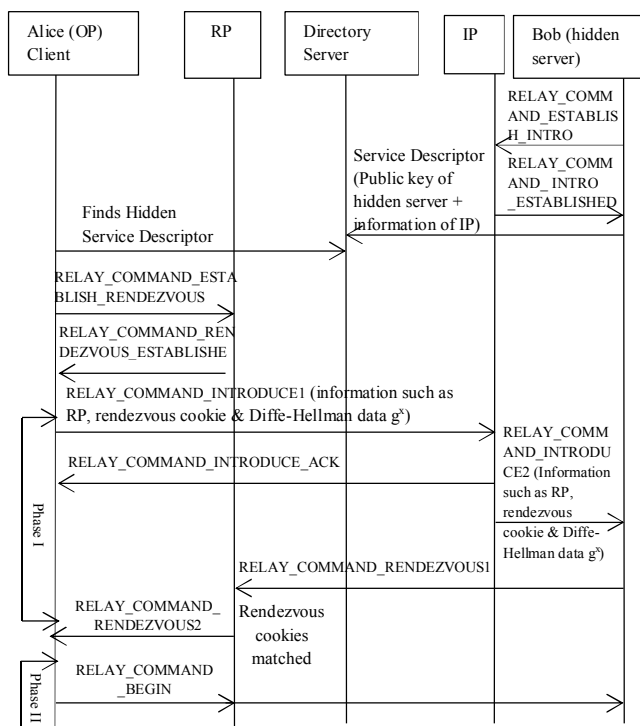 Alice (OP)
Client
RP
Directory
Server
IP
Bob (hidden
server)
RELAY_COMM
AND_ESTABLIS
H_INTRO
Service Descriptor
(Public key of
hidden server +
information of IP)
RELAY_COMM
AND_ INTRO
_ESTABLISHED
Finds Hidden
Service Descriptor
RELAY_COMMAND_ESTA
BLISH_RENDEZVOUS
RELAY_COMMAND_REN
DEZVOUS_ESTABLISHE
RELAY_COMMAND_INTRODUCE1 (information such as
RP, rendezvous cookie & Diffe-Hellman data gˣ)
RELAY_COMM
AND_INTRODU
CE2 (Information
such as RP,
rendezvous
cookie & Diffe-
Hellman data gˣ)
RELAY_COMMAND_INTRODUCE_ACK
Phase I
RELAY_COMMAND_RENDEZVOUS1
RELAY_COMMAND_
RENDEZVOUS2
Rendezvous
cookies
matched
Phase II
RELAY_COMMAND
_BEGIN